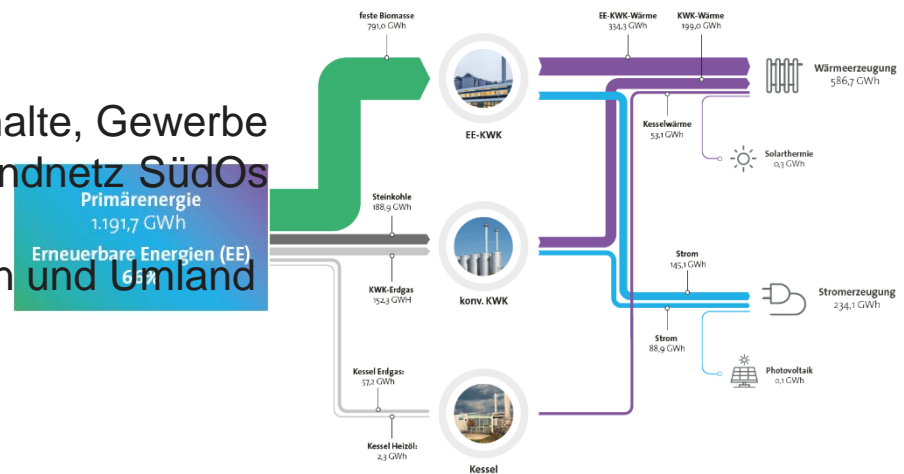 feste Biomasse
791,0 GWh
EE-KWK-Wärme
334,3 GWh
KWK-Wärme
199,0 GWh
Wärmeerzeugung
586,7 GWh
EE-KWK
Kesselwärme
53,1 GWh
Solarthermie
0,3 GWh
alte, Gewerbe
ndnetz SüdOs
Primärenergie
1.191,7 GWh
Erneuerbare Energien (EE)
66%
n und Umland
Steinkohle
188,9 GWh
KWK-Erdgas
152,3 GWH
konv. KWK
Strom
145,1 GWh
Stromerzeugung
234,1 GWh
Strom
88,9 GWh
Photovoltaik
0,1 GWh
Kessel Erdgas:
57,2 GWh
Kessel Heizöl:
2,3 GWh
Kessel